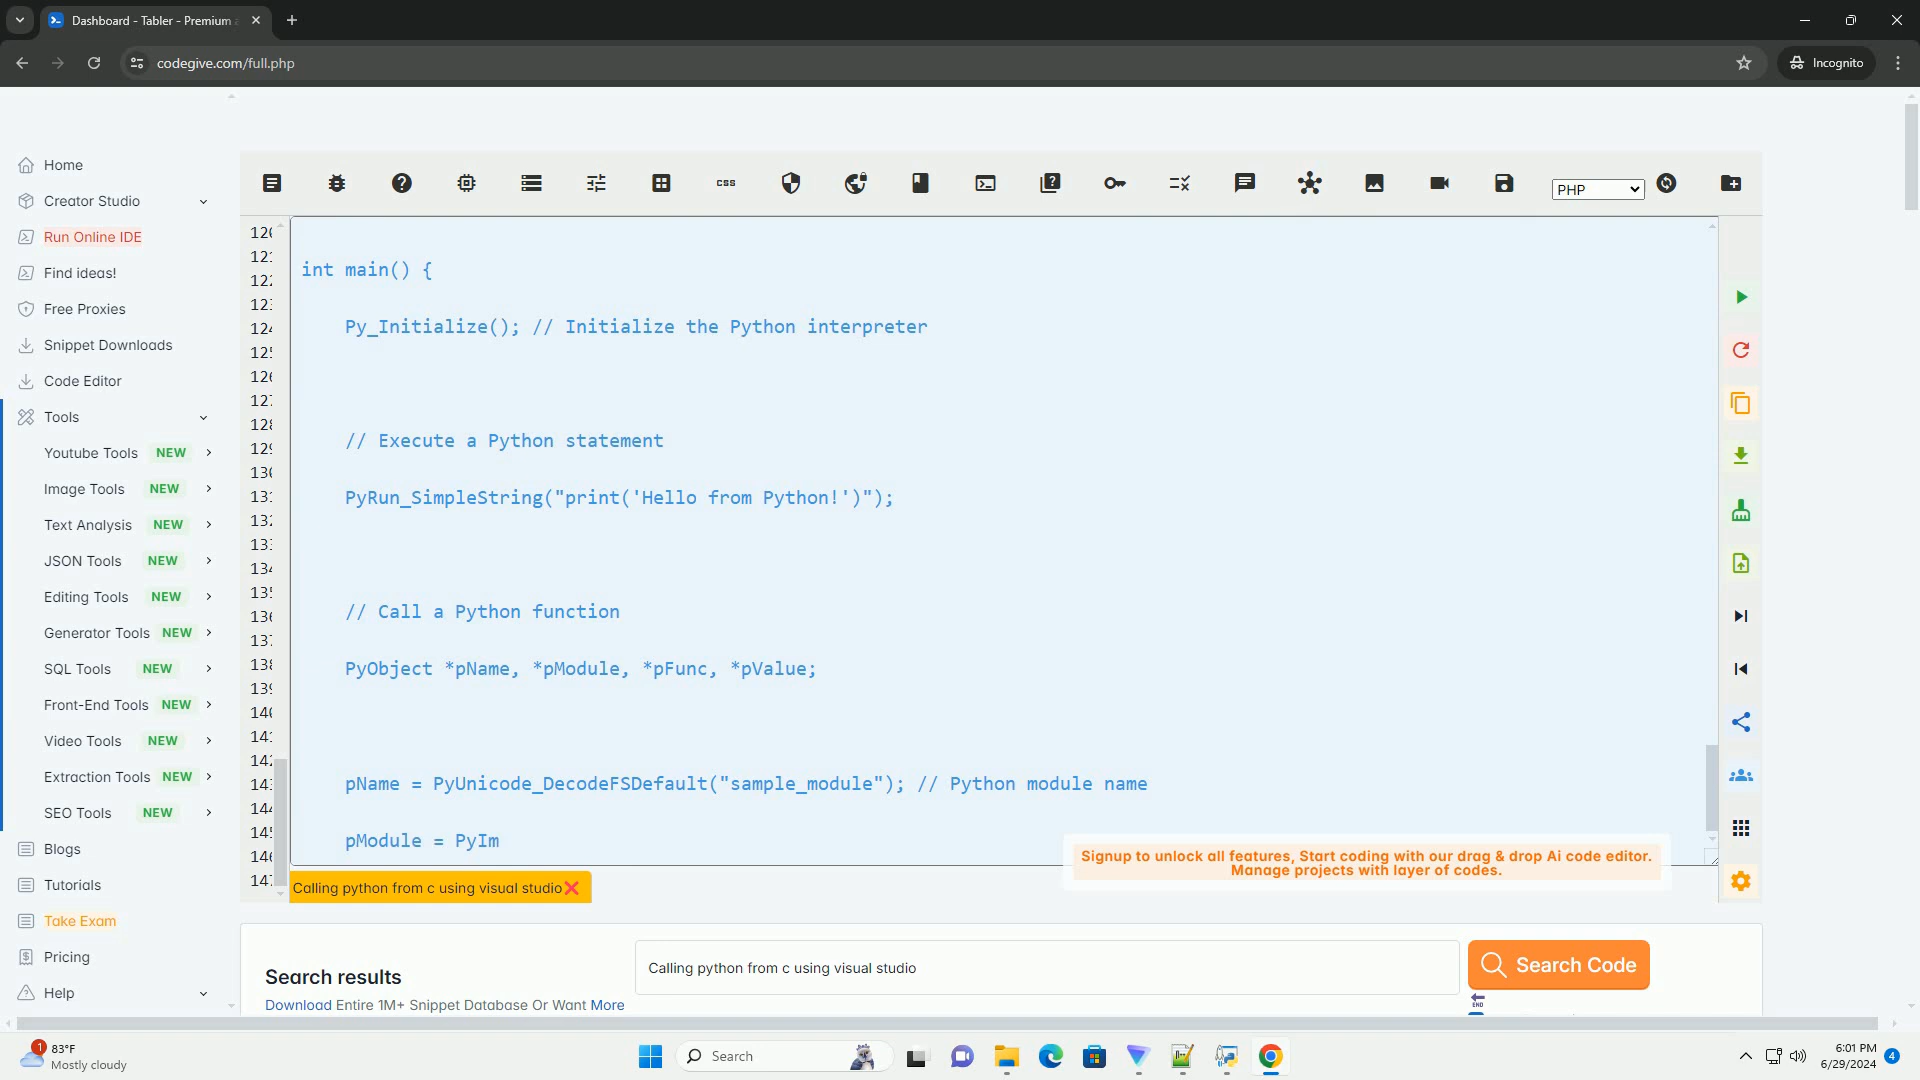 Dashboard - Tabler - Premium
codegive.com/full.php
Incognito
Home
Creator Studio
Run Online IDE
Find ideas!
Free Proxies
Snippet Downloads
Code Editor
Tools
Youtube Tools NEW
Image Tools NEW
Text Analysis NEW
JSON Tools NEW
Editing Tools NEW
Generator Tools NEW
SQL Tools NEW
Front-End Tools NEW
Video Tools NEW
Extraction Tools NEW
SEO Tools NEW
Blogs
Tutorials
Take Exam
Pricing
Help
CSS
PHP
int main() {
Py_Initialize(); // Initialize the Python interpreter
// Execute a Python statement
PyRun_SimpleString("print('Hello from Python!')");
// Call a Python function
PyObject *pName, *pModule, *pFunc, *pValue;
pName = PyUnicode_DecodeFSDefault("sample_module"); // Python module name
pModule = PyIm
Signup to unlock all features, Start coding with our drag & drop Ai code editor.
Manage projects with layer of codes.
Calling python from c using visual studio
Search results
Download Entire 1M+ Snippet Database Or Want More
Calling python from c using visual studio
Search Code
END
1
83°F
Mostly cloudy
Search
6:01 PM
6/29/2024
4